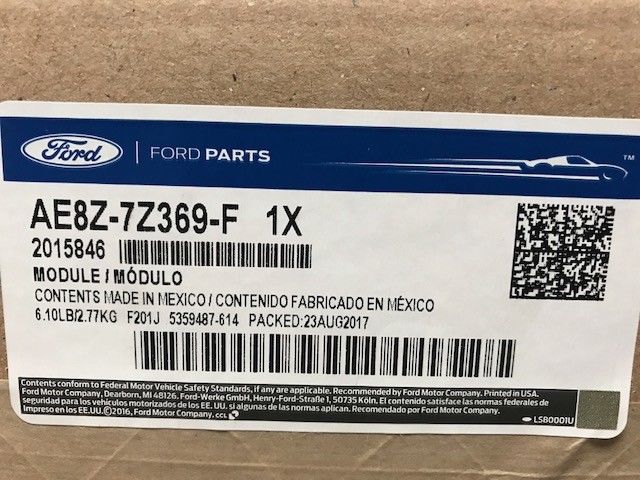 Ford | FORD PARTS
TM
AE8Z-7Z369-F 1X
2015846
MODULE / MÓDULO
CONTENTS MADE IN MEXICO / CONTENIDO FABRICADO EN MÉXICO
6.10LB/2.77KG F201J 5359487-614 PACKED:23AUG2017
Contents conform to Federal Motor Vehicle Safety Standards, if any are applicable. Recommended by Ford Motor Company. Printed in USA.
Ford Motor Company, Dearborn, MI 48126. Ford-Werke GmbH, Henry-Ford-Straße 1, 50735 Köln. El contenido satisface las normas federales de
seguridad para los vehículos motorizados de los EE. UU. si algunas de las normas aplican. Recomendado por Ford Motor Company.
Impreso en los EE.UU.©2016, Ford Motor Company, CCL
LSB0001U